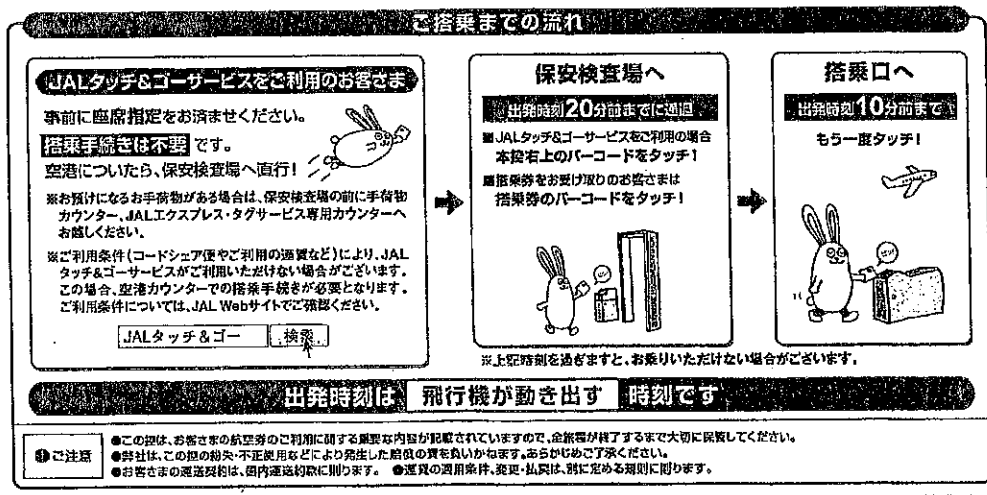 ご搭乗までの流れ
JALタッチ&ゴーサービスをご利用のお客さま
事前に座席指定をお済ませください。
搭乗手続きは不要 です。
空港についたら、保安検査場へ直行!
※お預けになるお手荷物がある場合は、保安検査場の前に手荷物
カウンター、JALエクスプレス・タグサービス専用カウンターへ
お越しください。
※ご利用条件(コードシェア便やご利用の運賃など)により、JAL
タッチ&ゴーサービスがご利用いただけない場合がございます。
この場合、空港カウンターでの搭乗手続きが必要となります。
ご利用条件については、JAL Webサイトでご確認ください。
JALタッチ&ゴー 検索
保安検査場へ
出発時刻20分前までに通過
■JALタッチ&ゴーサービスをご利用の場合
本控右上のバーコードをタッチ!
■搭乗券をお受け取りのお客さまは
搭乗券のバーコードをタッチ!
ピッ!
搭乗口へ
出発時刻10分前まで
もう一度タッチ!
ピッ!
※上記時刻を過ぎますと、お乗りいただけない場合がございます。
出発時刻は 飛行機が動き出す 時刻です
ご注意
●この控は、お客さまの航空券のご利用に関する重要な内容が記載されていますので、全旅程が終了するまで大切に保管してください。
●弊社は、この控の紛失・不正使用などにより発生した賠償の責を負いかねます。あらかじめご了承ください。
●お客さまの運送契約は、国内運送約款に則ります。 ●運賃の適用条件、変更・払戻は、別に定める規則に則ります。